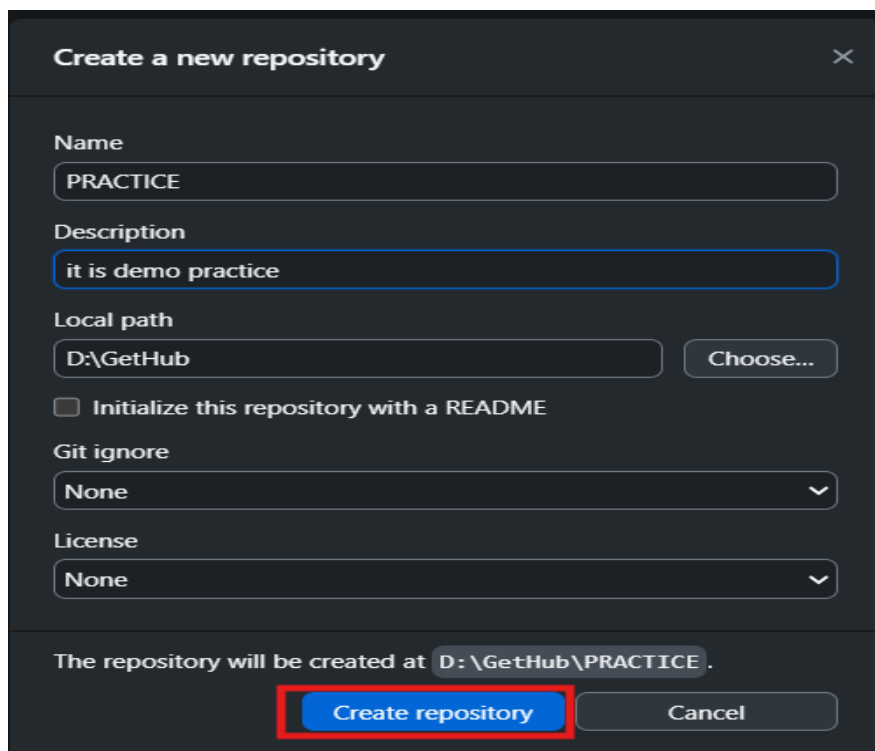 Create a new repository
Name
PRACTICE
Description
it is demo practice
Local path
D:\GetHub
Choose...
Initialize this repository with a README
Git ignore
None
License
None
The repository will be created at D:\GetHub\PRACTICE.
Create repository
Cancel